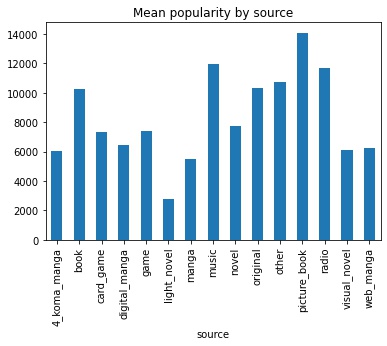 Mean popularity by source
14000
12000
10000
8000
6000
4000
2000
0
4_koma_manga
book
card_game
digital_manga
game
light_novel
manga
music
novel
original
other
picture_book
radio
visual_novel
web_manga
source